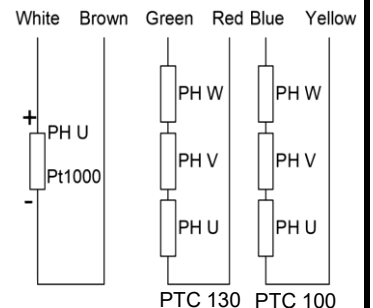 White Brown Green Red Blue Yellow
PH W PH W
+
PH U
PH V PH V
Pt1000
-
PH U PH U
PTC 130 PTC 100